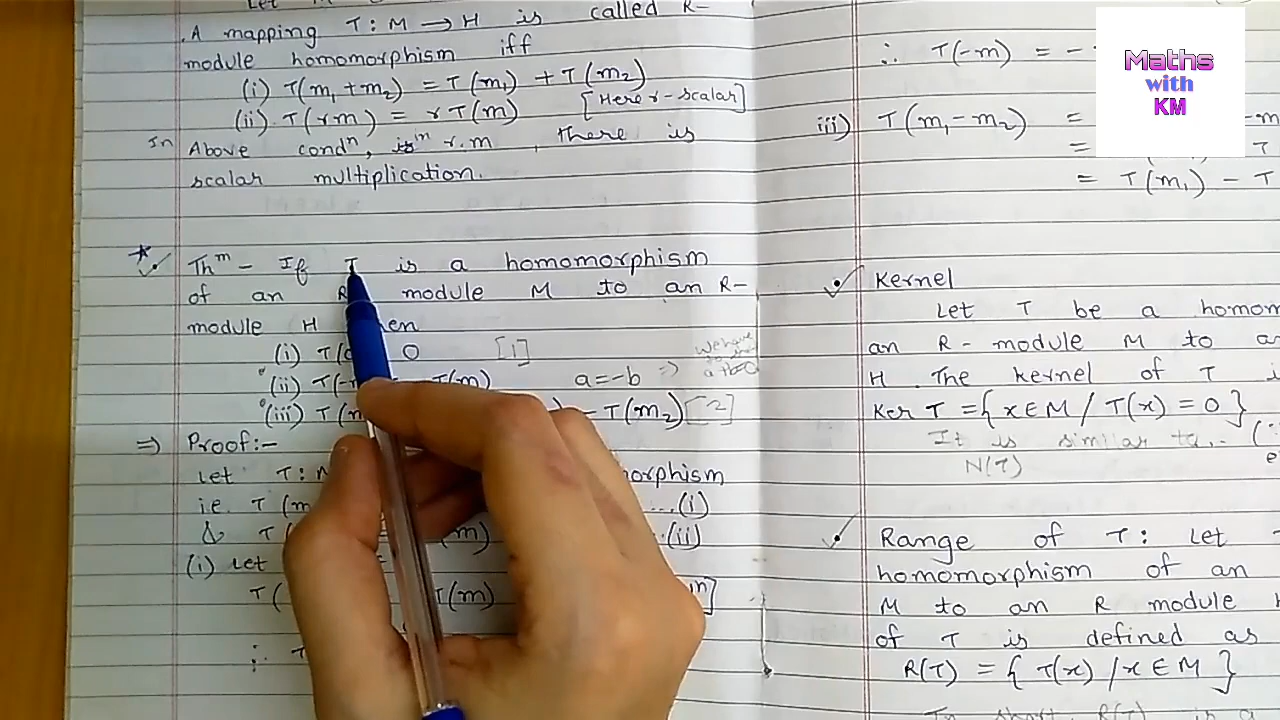 .A mapping T : M → H is called R-
module homomorphism iff
(i) T(m₁ + m₂) = T(m₁) + T(m₂)
(ii) T(rm) = r T(m) [Here r - scalar]
In Above condⁿ, r.m , there is
scalar multiplication.
Thᵐ - If T is a homomorphism
of an R module M to an R-
module H
(i) T(0 0 [1]
(ii) T(- T(m) a = -b ⇒ a+b=0
(iii) T(m - T(m₂) [2]
We have
⇒ Proof:-
Let T : M
i.e. T (m ...(i)
& T (m) ..(ii)
(i) Let
T( T(m)
∴ T
∴ T(-m) = -
iii) T(m₁ - m₂) =
=
T
= T(m₁) - T
Kernel
Let T be a homom
an R - module M to a
H . The kernel of T i
Ker T = { x ∈ M / T(x) = 0 }
It is similar to..
N(T)
Range of T : Let
homomorphism of an
M to an R module H
of T is defined as
R(T) = { T(x) / x ∈ M }
Maths
with
KM